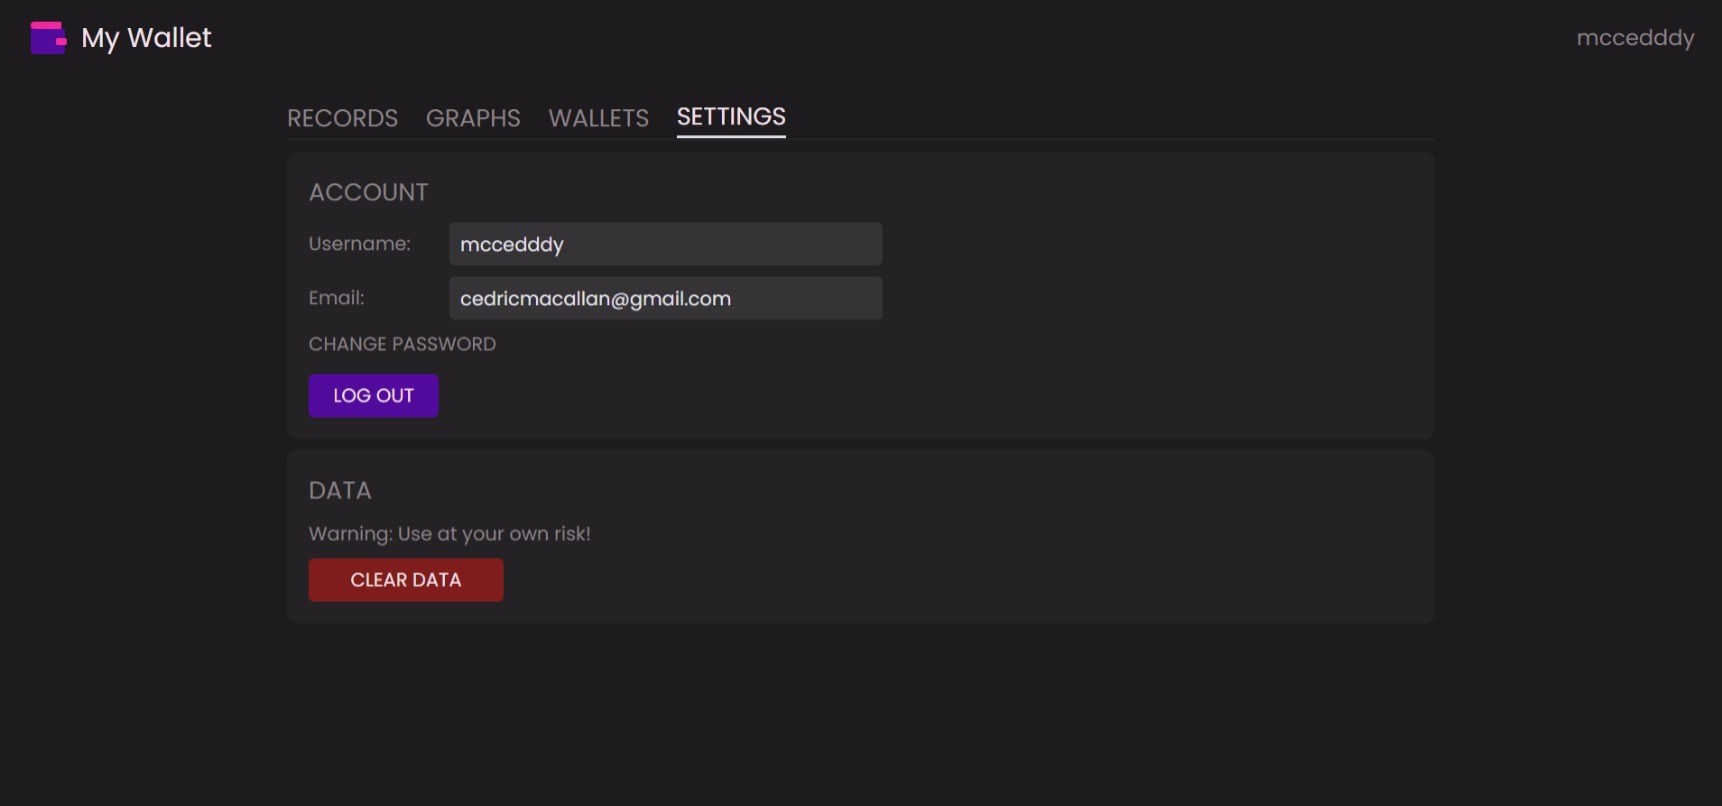 My Wallet
mccedddy
RECORDS GRAPHS WALLETS SETTINGS
ACCOUNT
Username: mccedddy
Email: cedricmacallan@gmail.com
CHANGE PASSWORD
LOG OUT
DATA
Warning: Use at your own risk!
CLEAR DATA